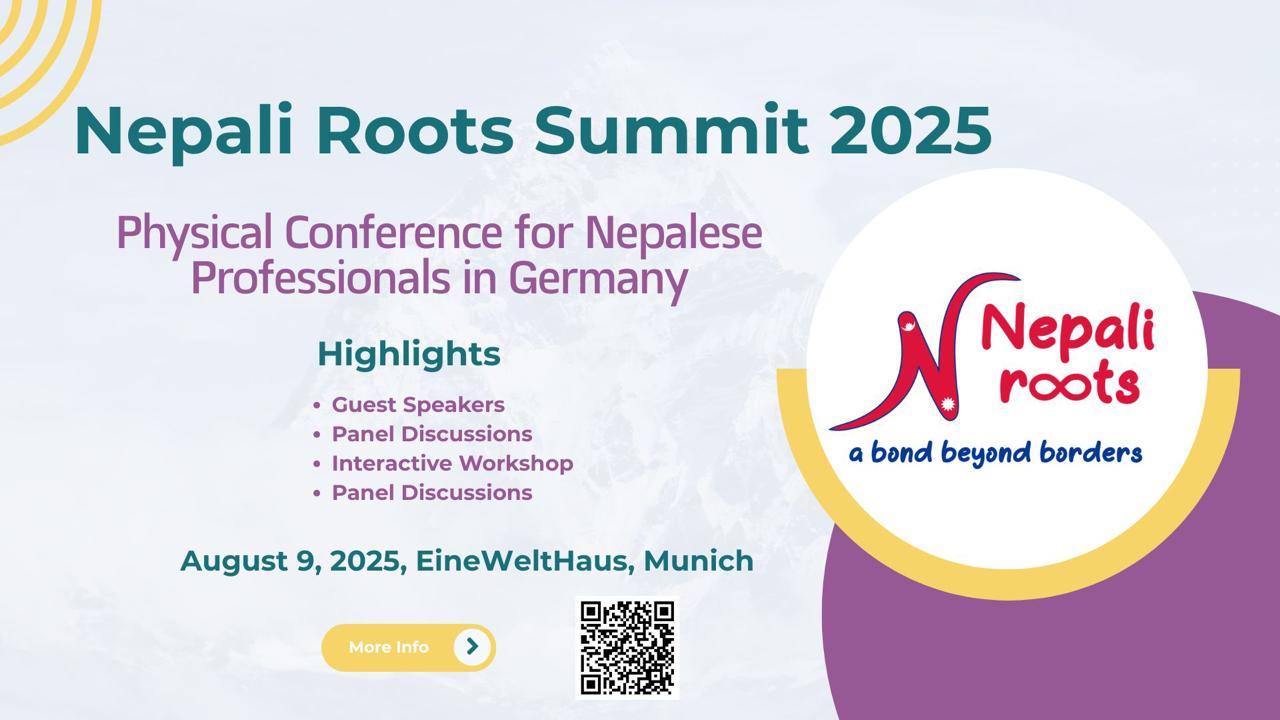 Nepali Roots Summit 2025
Physical Conference for Nepalese
Professionals in Germany
Highlights
• Guest Speakers
• Panel Discussions
• Interactive Workshop
• Panel Discussions
August 9, 2025, EineWeltHaus, Munich
More Info
Nepali
roots
a bond beyond borders